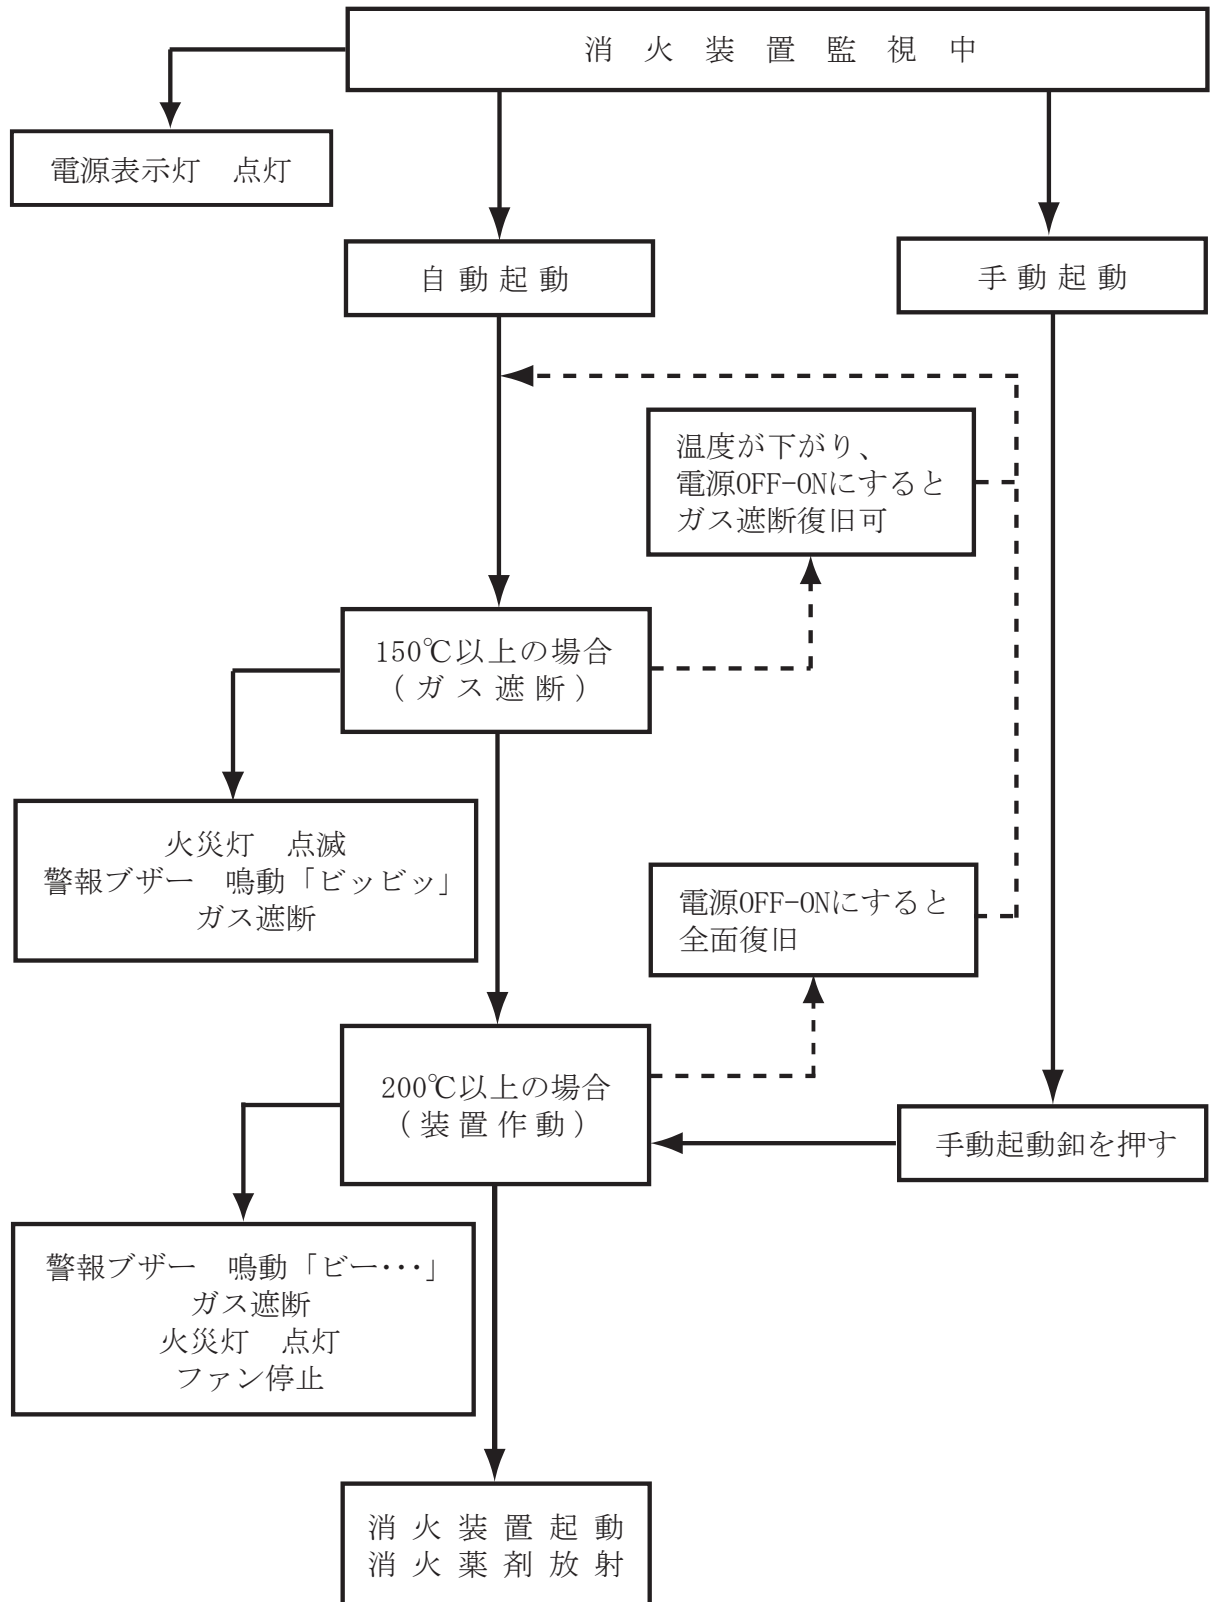 消火装置監視中
電源表示灯　点灯
自動起動
手動起動
温度が下がり、
電源OFF-ONにすると
ガス遮断復旧可
150℃以上の場合
（ガス遮断）
火災灯　点滅
警報ブザー　鳴動「ビッビッ」
ガス遮断
電源OFF-ONにすると
全面復旧
200℃以上の場合
（装置作動）
手動起動釦を押す
警報ブザー　鳴動「ビー･･･」
ガス遮断
火災灯　点灯
ファン停止
消火装置起動
消火薬剤放射